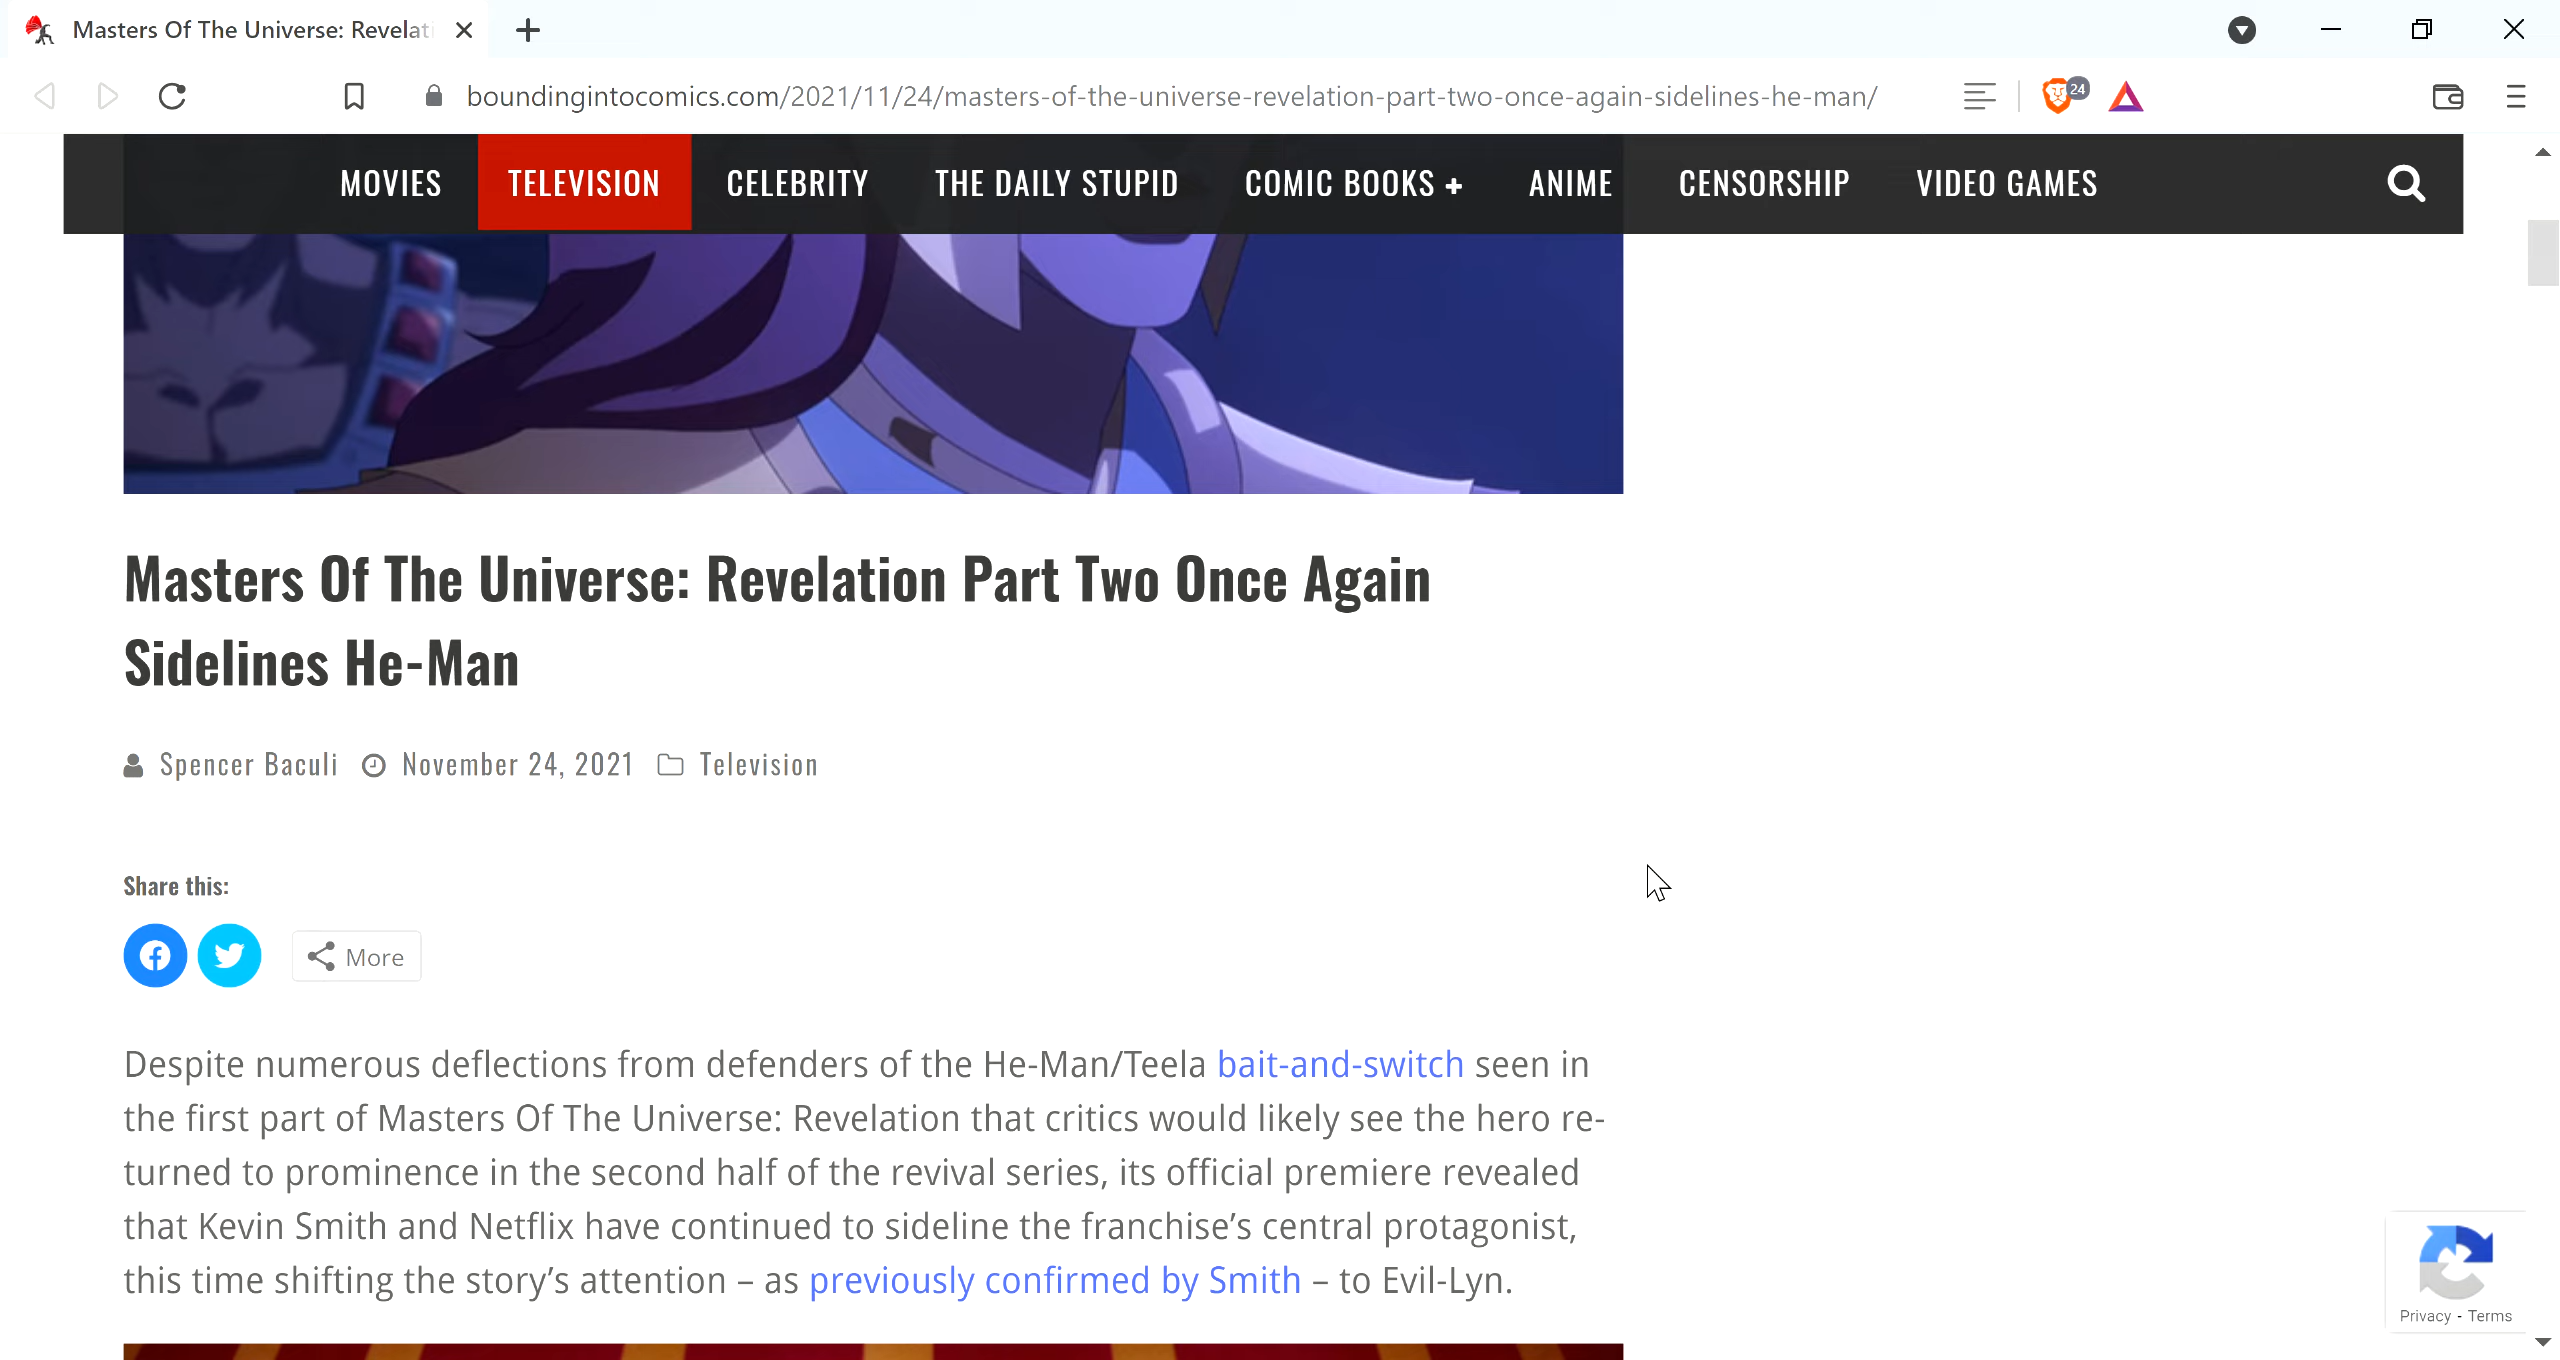 Masters Of The Universe: Revelati
boundingintocomics.com/2021/11/24/masters-of-the-universe-revelation-part-two-once-again-sidelines-he-man/
24
MOVIES TELEVISION CELEBRITY THE DAILY STUPID COMIC BOOKS + ANIME CENSORSHIP VIDEO GAMES
Masters Of The Universe: Revelation Part Two Once Again
Sidelines He-Man
Spencer Baculi November 24, 2021 Television
Share this:
More
Despite numerous deflections from defenders of the He-Man/Teela bait-and-switch seen in
the first part of Masters Of The Universe: Revelation that critics would likely see the hero re-
turned to prominence in the second half of the revival series, its official premiere revealed
that Kevin Smith and Netflix have continued to sideline the franchise’s central protagonist,
this time shifting the story’s attention – as previously confirmed by Smith – to Evil-Lyn.
Privacy - Terms